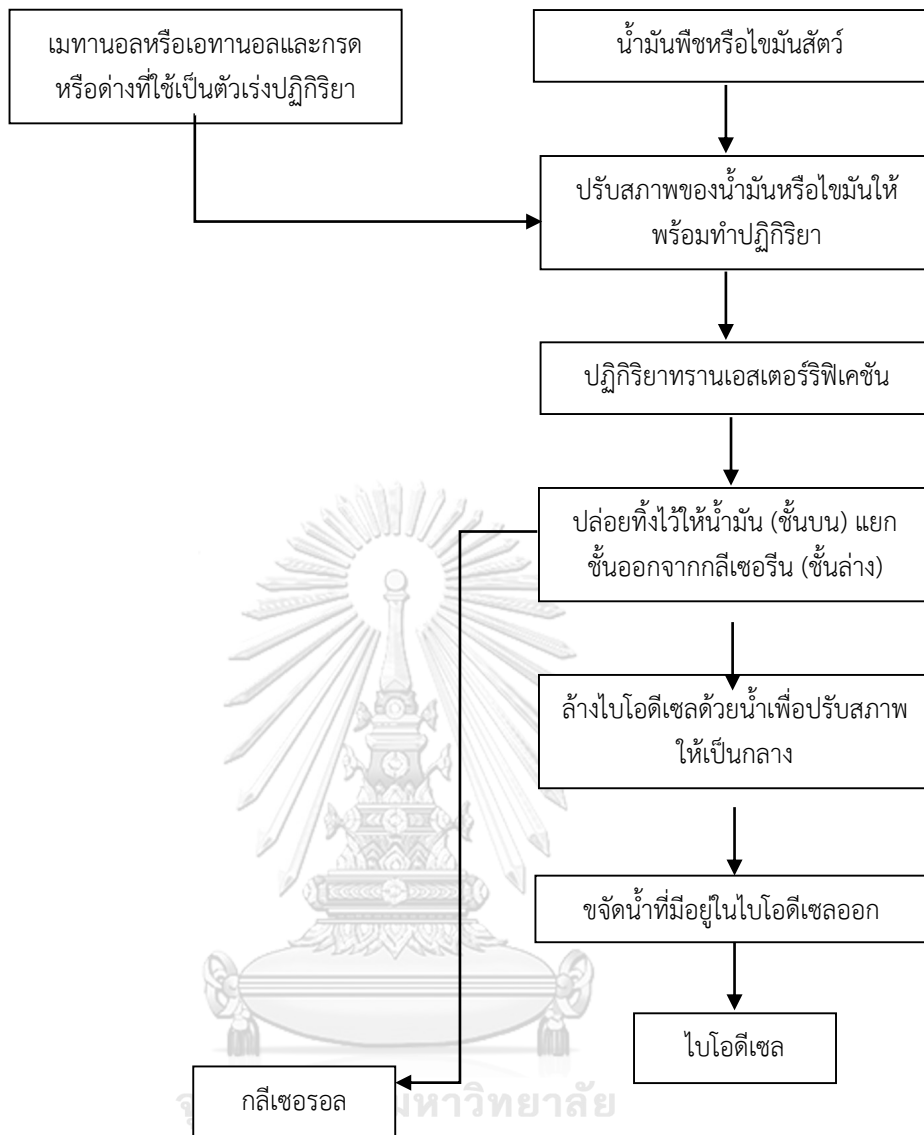 เมทานอลหรือเอทานอลและกรด
หรือด่างที่ใช้เป็นตัวเร่งปฏิกิริยา
น้ำมันพืชหรือไขมันสัตว์
ปรับสภาพของน้ำมันหรือไขมันให้
พร้อมทำปฏิกิริยา
ปฏิกิริยาทรานเอสเตอร์ริฟิเคชัน
ปล่อยทิ้งไว้ให้น้ำมัน (ชั้นบน) แยก
ชั้นออกจากกลีเซอรีน (ชั้นล่าง)
ล้างไบโอดีเซลด้วยน้ำเพื่อปรับสภาพ
ให้เป็นกลาง
ขจัดน้ำที่มีอยู่ในไบโอดีเซลออก
ไบโอดีเซล
กลีเซอรอล
มหาวิทยาลัย